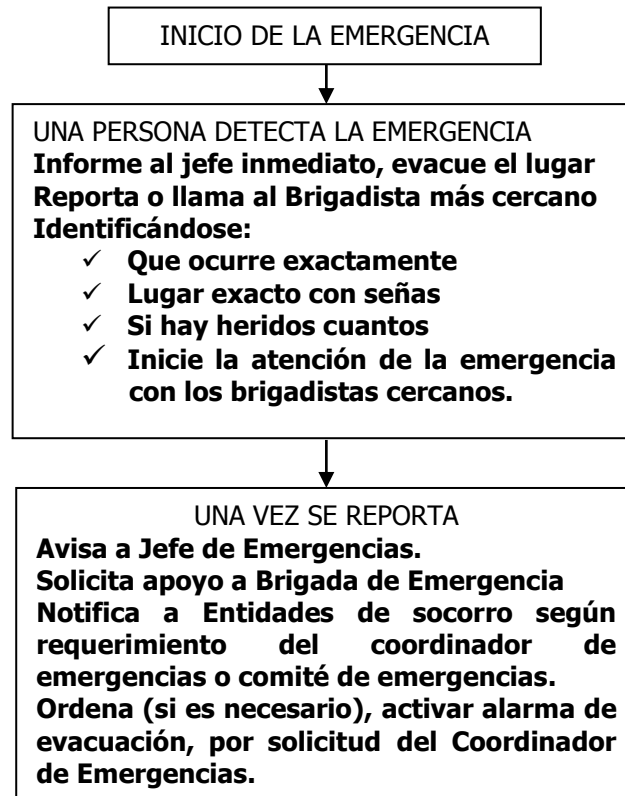 INICIO DE LA EMERGENCIA
UNA PERSONA DETECTA LA EMERGENCIA
Informe al jefe inmediato, evacue el lugar
Reporta o llama al Brigadista más cercano
Identificándose:
✓ Que ocurre exactamente
✓ Lugar exacto con señas
✓ Si hay heridos cuantos
✓ Inicie la atención de la emergencia
con los brigadistas cercanos.
UNA VEZ SE REPORTA
Avisa a Jefe de Emergencias.
Solicita apoyo a Brigada de Emergencia
Notifica a Entidades de socorro según
requerimiento del coordinador de
emergencias o comité de emergencias.
Ordena (si es necesario), activar alarma de
evacuación, por solicitud del Coordinador
de Emergencias.